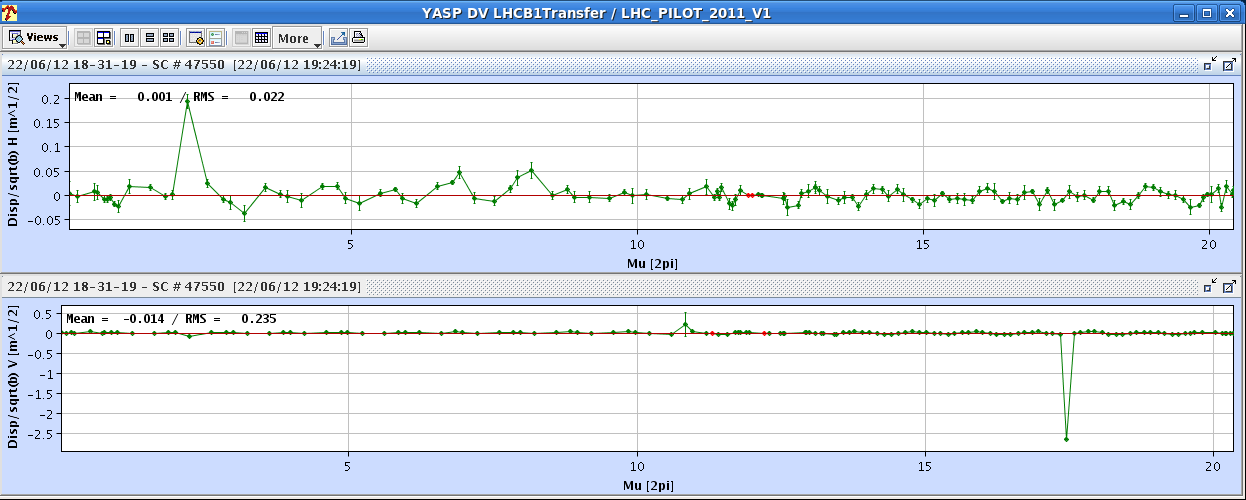 YASP DV LHCB1Transfer / LHC_PILOT_2011_V1
Views More
22/06/12 18-31-19 - SC # 47550 [22/06/12 19:24:19]
Mean = 0.001 / RMS = 0.022
Disp/sqrt(b) H [m^1/2]
0.2
0.15
0.1
0.05
0
-0.05
5 10 15 20
Mu [2pi]
22/06/12 18-31-19 - SC # 47550 [22/06/12 19:24:19]
Mean = -0.014 / RMS = 0.235
Disp/sqrt(b) V [m^1/2]
0.5
0
-0.5
-1
-1.5
-2
-2.5
5 10 15 20
Mu [2pi]